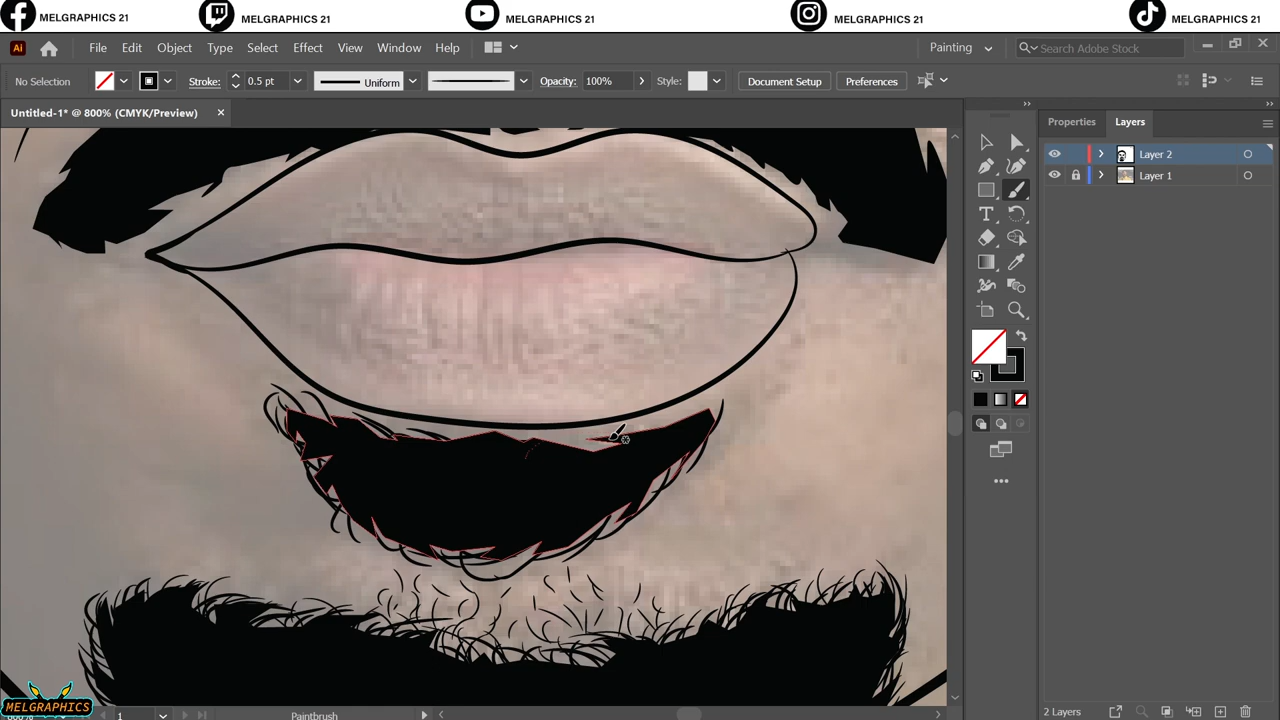 MELGRAPHICS 21
MELGRAPHICS 21
MELGRAPHICS 21
MELGRAPHICS 21
MELGRAPHICS 21
Ai File Edit Object Type Select Effect View Window Help Painting Search Adobe Stock
No Selection Stroke: 0.5 pt Uniform Opacity: 100% Style: Document Setup Preferences
Untitled-1* @ 800% (CMYK/Preview)
Properties Layers
Layer 2
Layer 1
MELGRAPHICS
1 Paintbrush 2 Layers